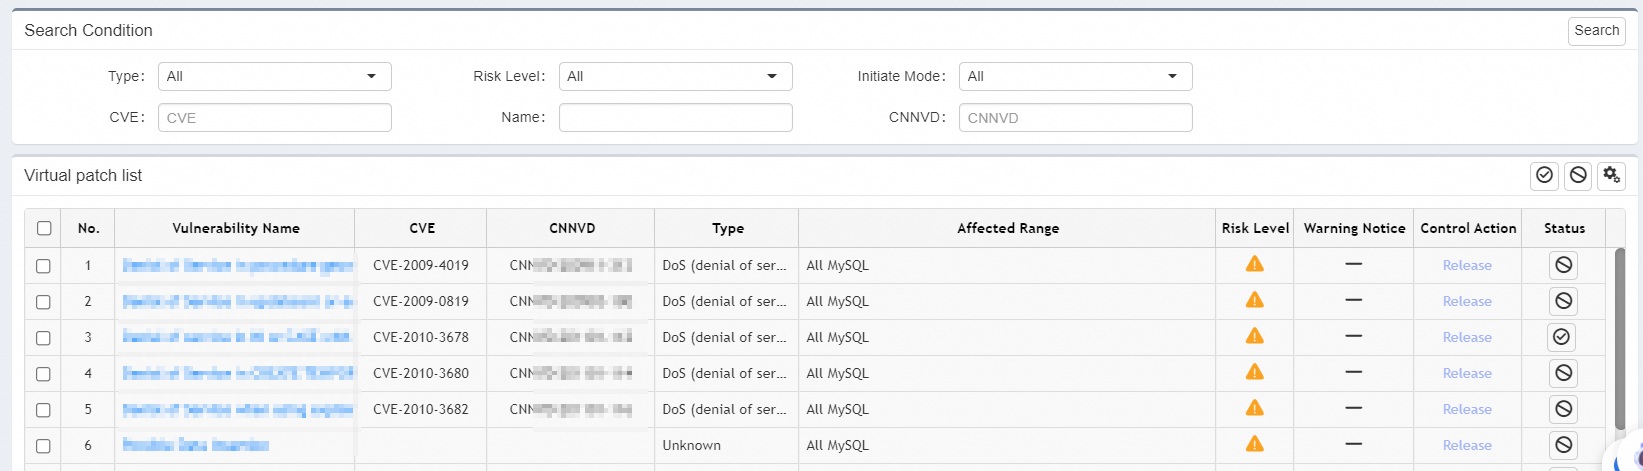 Search Condition Search
Type: All Risk Level: All Initiate Mode: All
CVE: CVE Name: CNNVD: CNNVD
Virtual patch list
No. Vulnerability Name CVE CNNVD Type Affected Range Risk Level Warning Notice Control Action Status
1 CVE-2009-4019 DoS (denial of ser... All MySQL — Release
2 CVE-2009-0819 DoS (denial of ser... All MySQL — Release
3 CVE-2010-3678 DoS (denial of ser... All MySQL — Release
4 CVE-2010-3680 DoS (denial of ser... All MySQL — Release
5 CVE-2010-3682 DoS (denial of ser... All MySQL — Release
6 Unknown All MySQL — Release